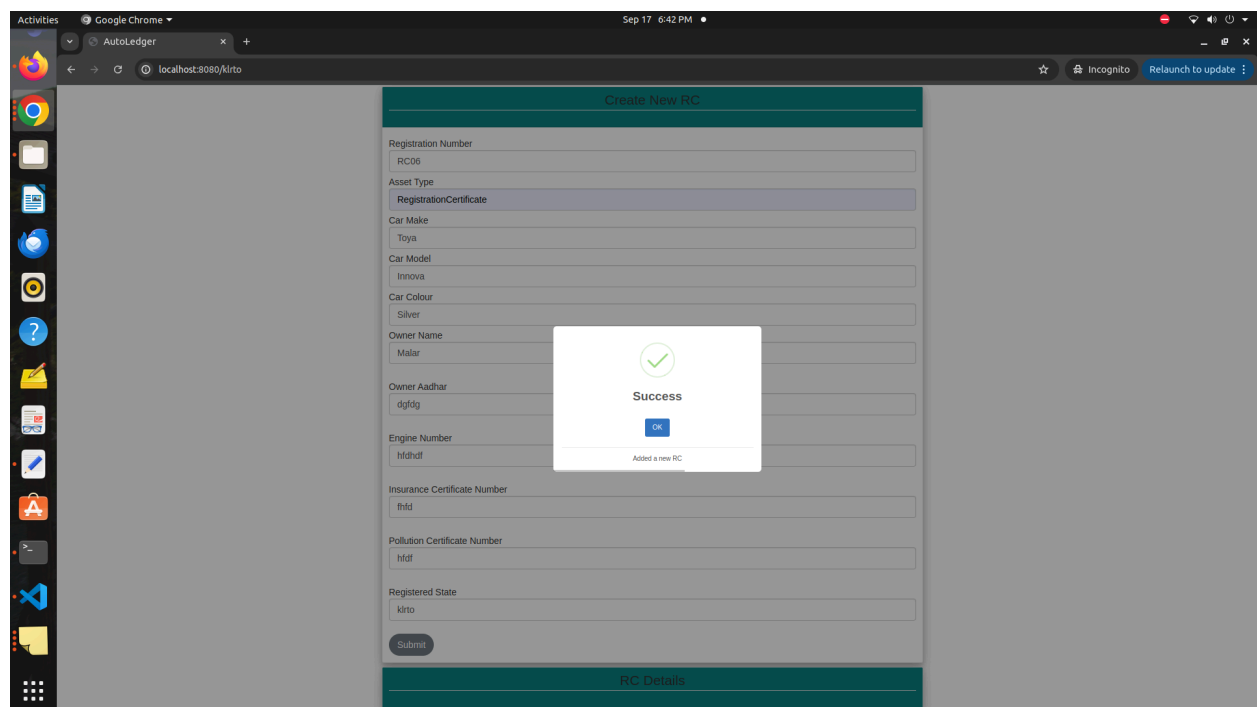 Activities
Google Chrome
Sep 17 6:42 PM
AutoLedger
localhost:8080/klrto
Incognito
Relaunch to update
Create New RC
Registration Number
RC06
Asset Type
RegistrationCertificate
Car Make
Toya
Car Model
Innova
Car Colour
Silver
Owner Name
Malar
Owner Aadhar
dgfdg
Engine Number
hfdhdf
Insurance Certificate Number
fhfd
Pollution Certificate Number
hfdf
Registered State
klrto
Submit
Success
OK
Added a new RC
RC Details